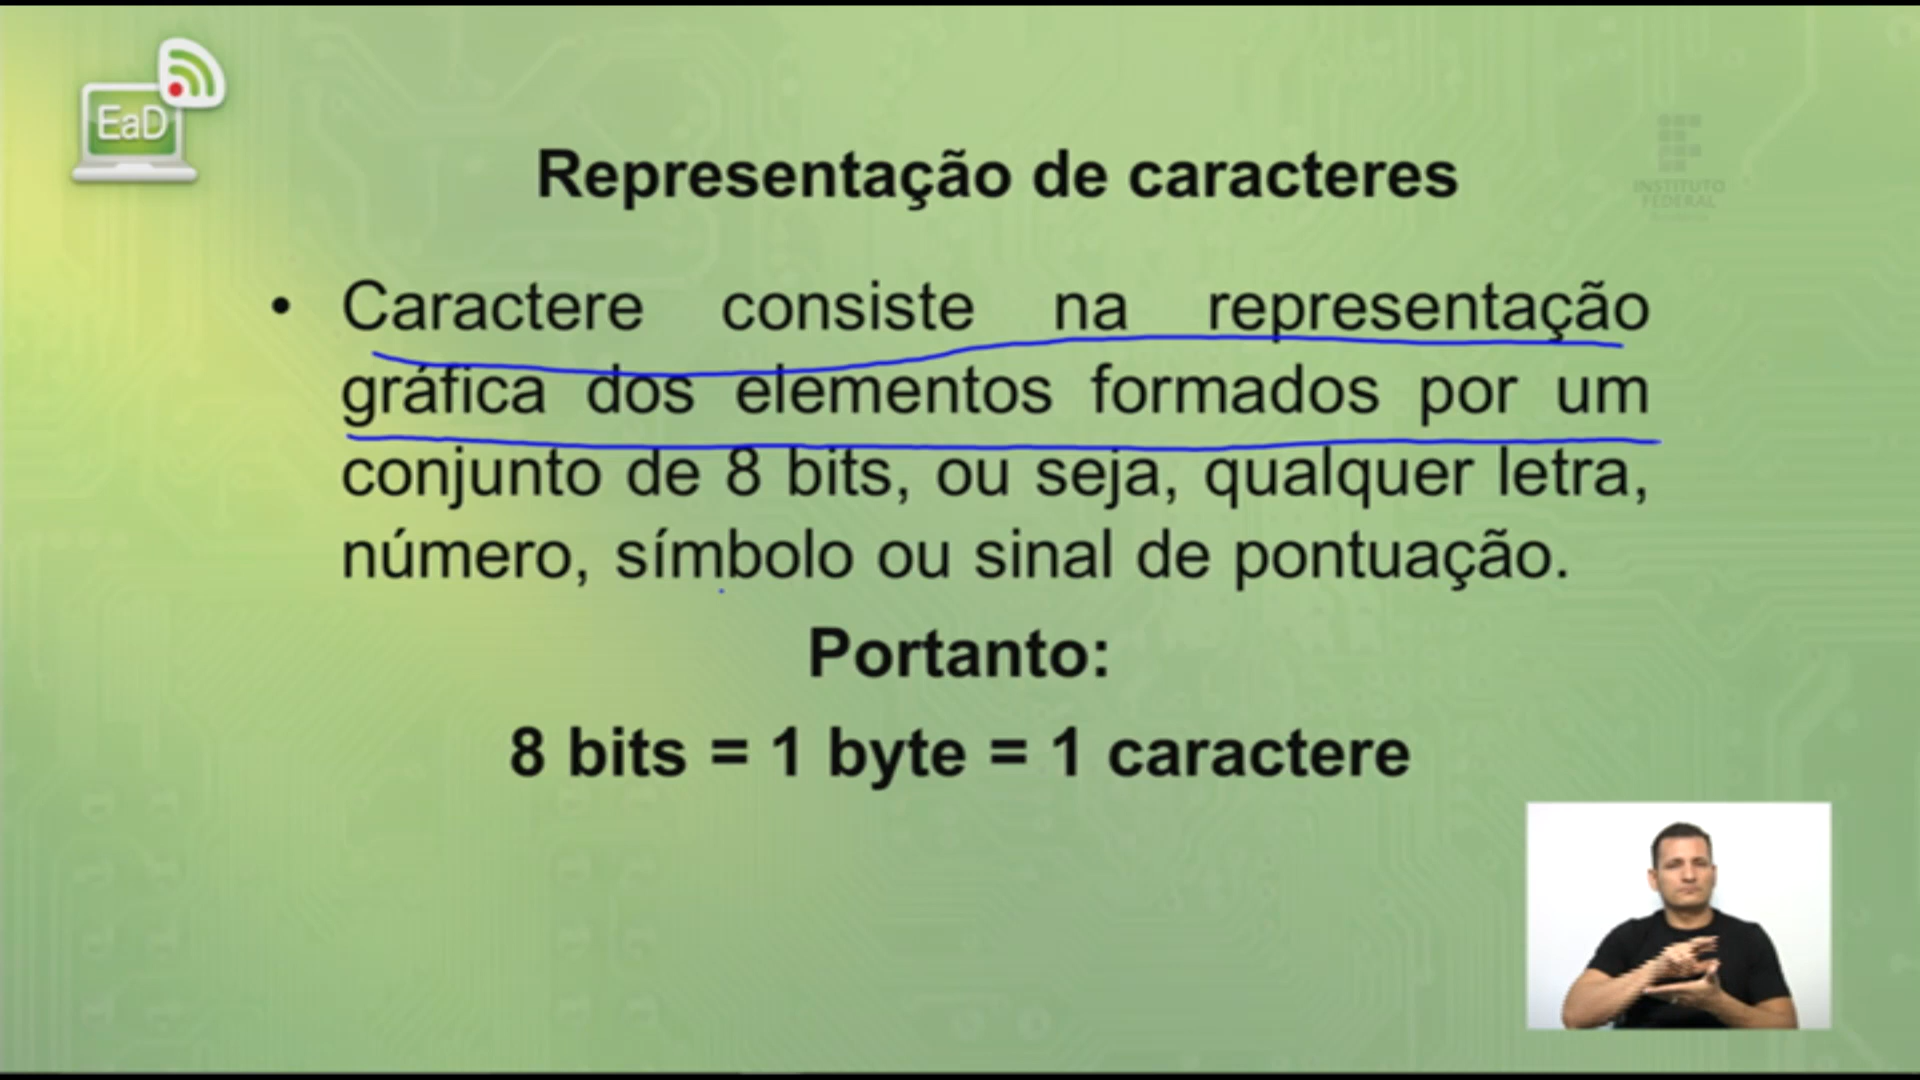 EaD
Representação de caracteres
INSTITUTO
FEDERAL
• Caractere consiste na representação
gráfica dos elementos formados por um
conjunto de 8 bits, ou seja, qualquer letra,
número, símbolo ou sinal de pontuação.
Portanto:
8 bits = 1 byte = 1 caractere